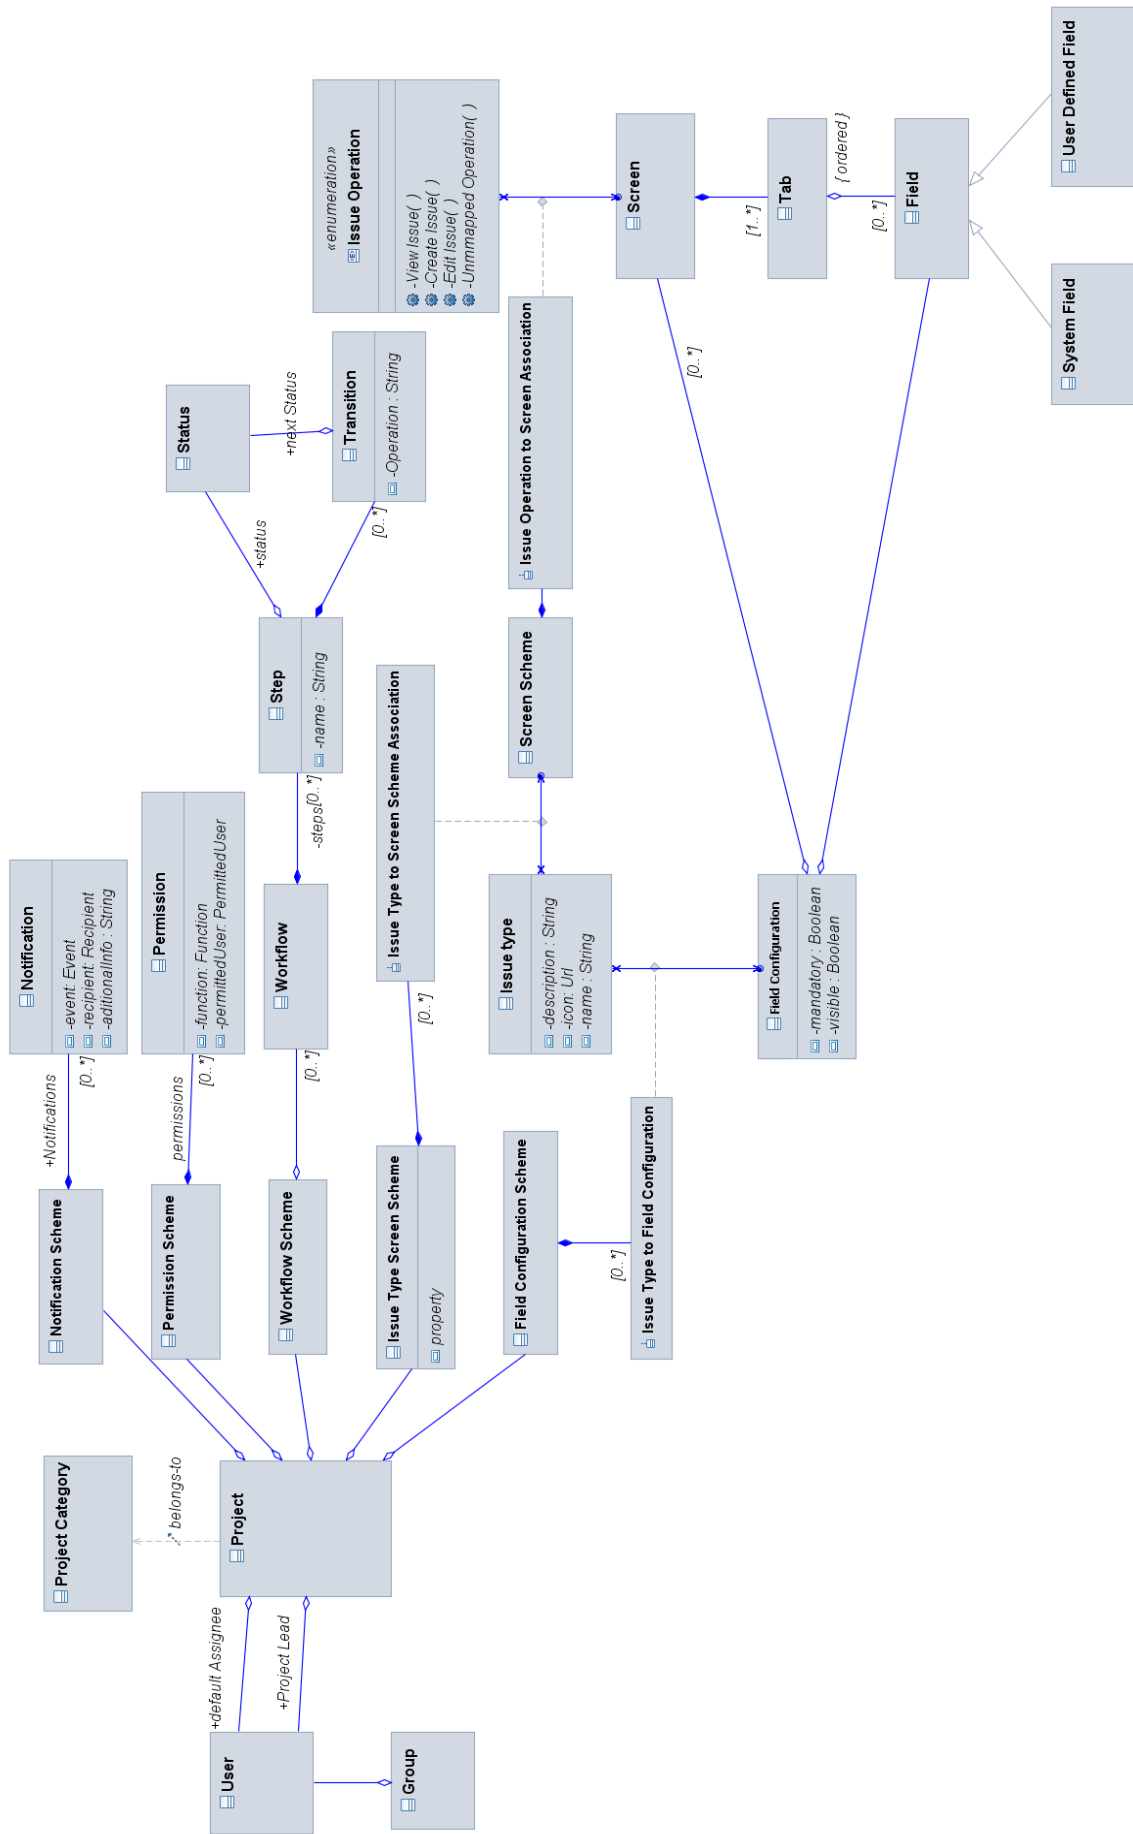 Project Category
belongs-to
Project
+default Assignee
+Project Lead
User
Group
Notification Scheme
+Notifications
[0..*]
Notification
-event: Event
-recipient: Recipient
-aditionalInfo : String
Permission Scheme
permissions
[0..*]
Permission
-function: Function
-permittedUser: PermittedUser
Workflow Scheme
[0..*]
Workflow
-steps[0..*]
Step
-name : String
+status
Status
+next Status
[0..*]
Transition
-Operation : String
Issue Type Screen Scheme
property
[0..*]
Issue Type to Screen Scheme Association
Field Configuration Scheme
[0..*]
Issue Type to Field Configuration
Issue type
-description : String
-icon: Url
-name : String
Screen Scheme
Issue Operation to Screen Association
«enumeration»
Issue Operation
-View Issue( )
-Create Issue( )
-Edit Issue( )
-Unmmapped Operation( )
Field Configuration
-mandatory : Boolean
-visible : Boolean
[0..*]
Screen
[1..*]
Tab
{ ordered }
[0..*]
Field
System Field
User Defined Field